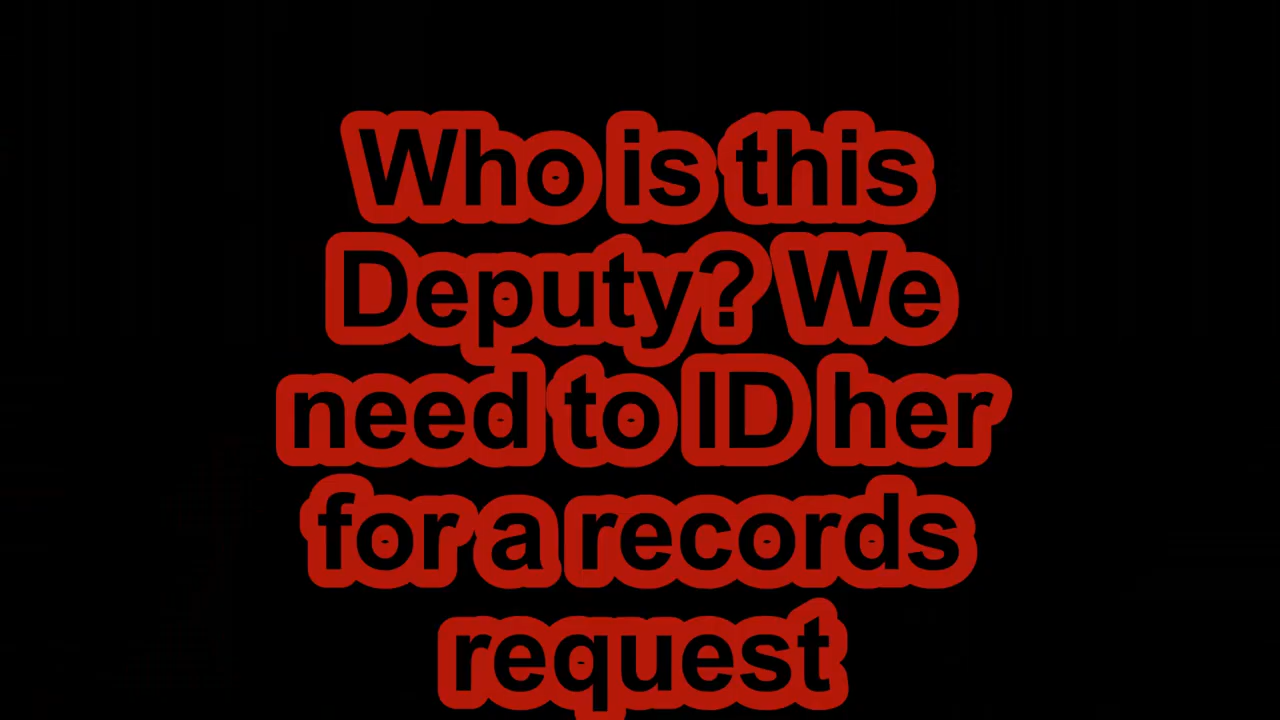 Who is this
Deputy? We
need to ID her
for a records
request